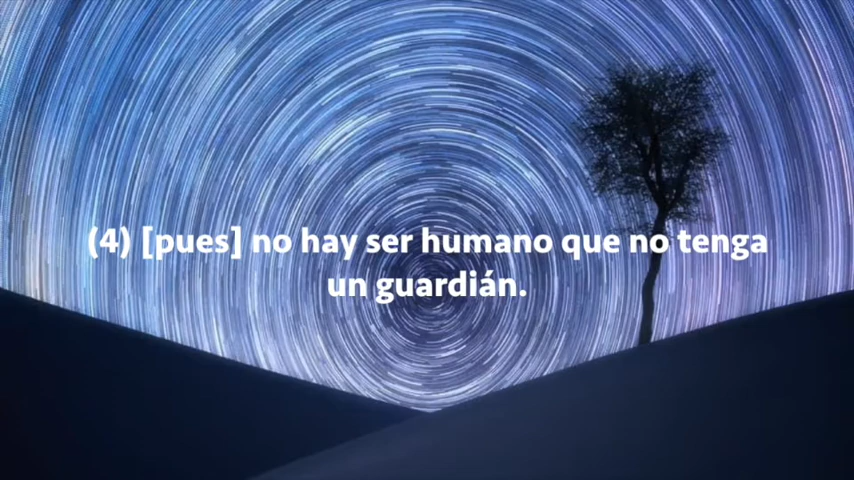 (4) [pues] no hay ser humano que no tenga
un guardián.